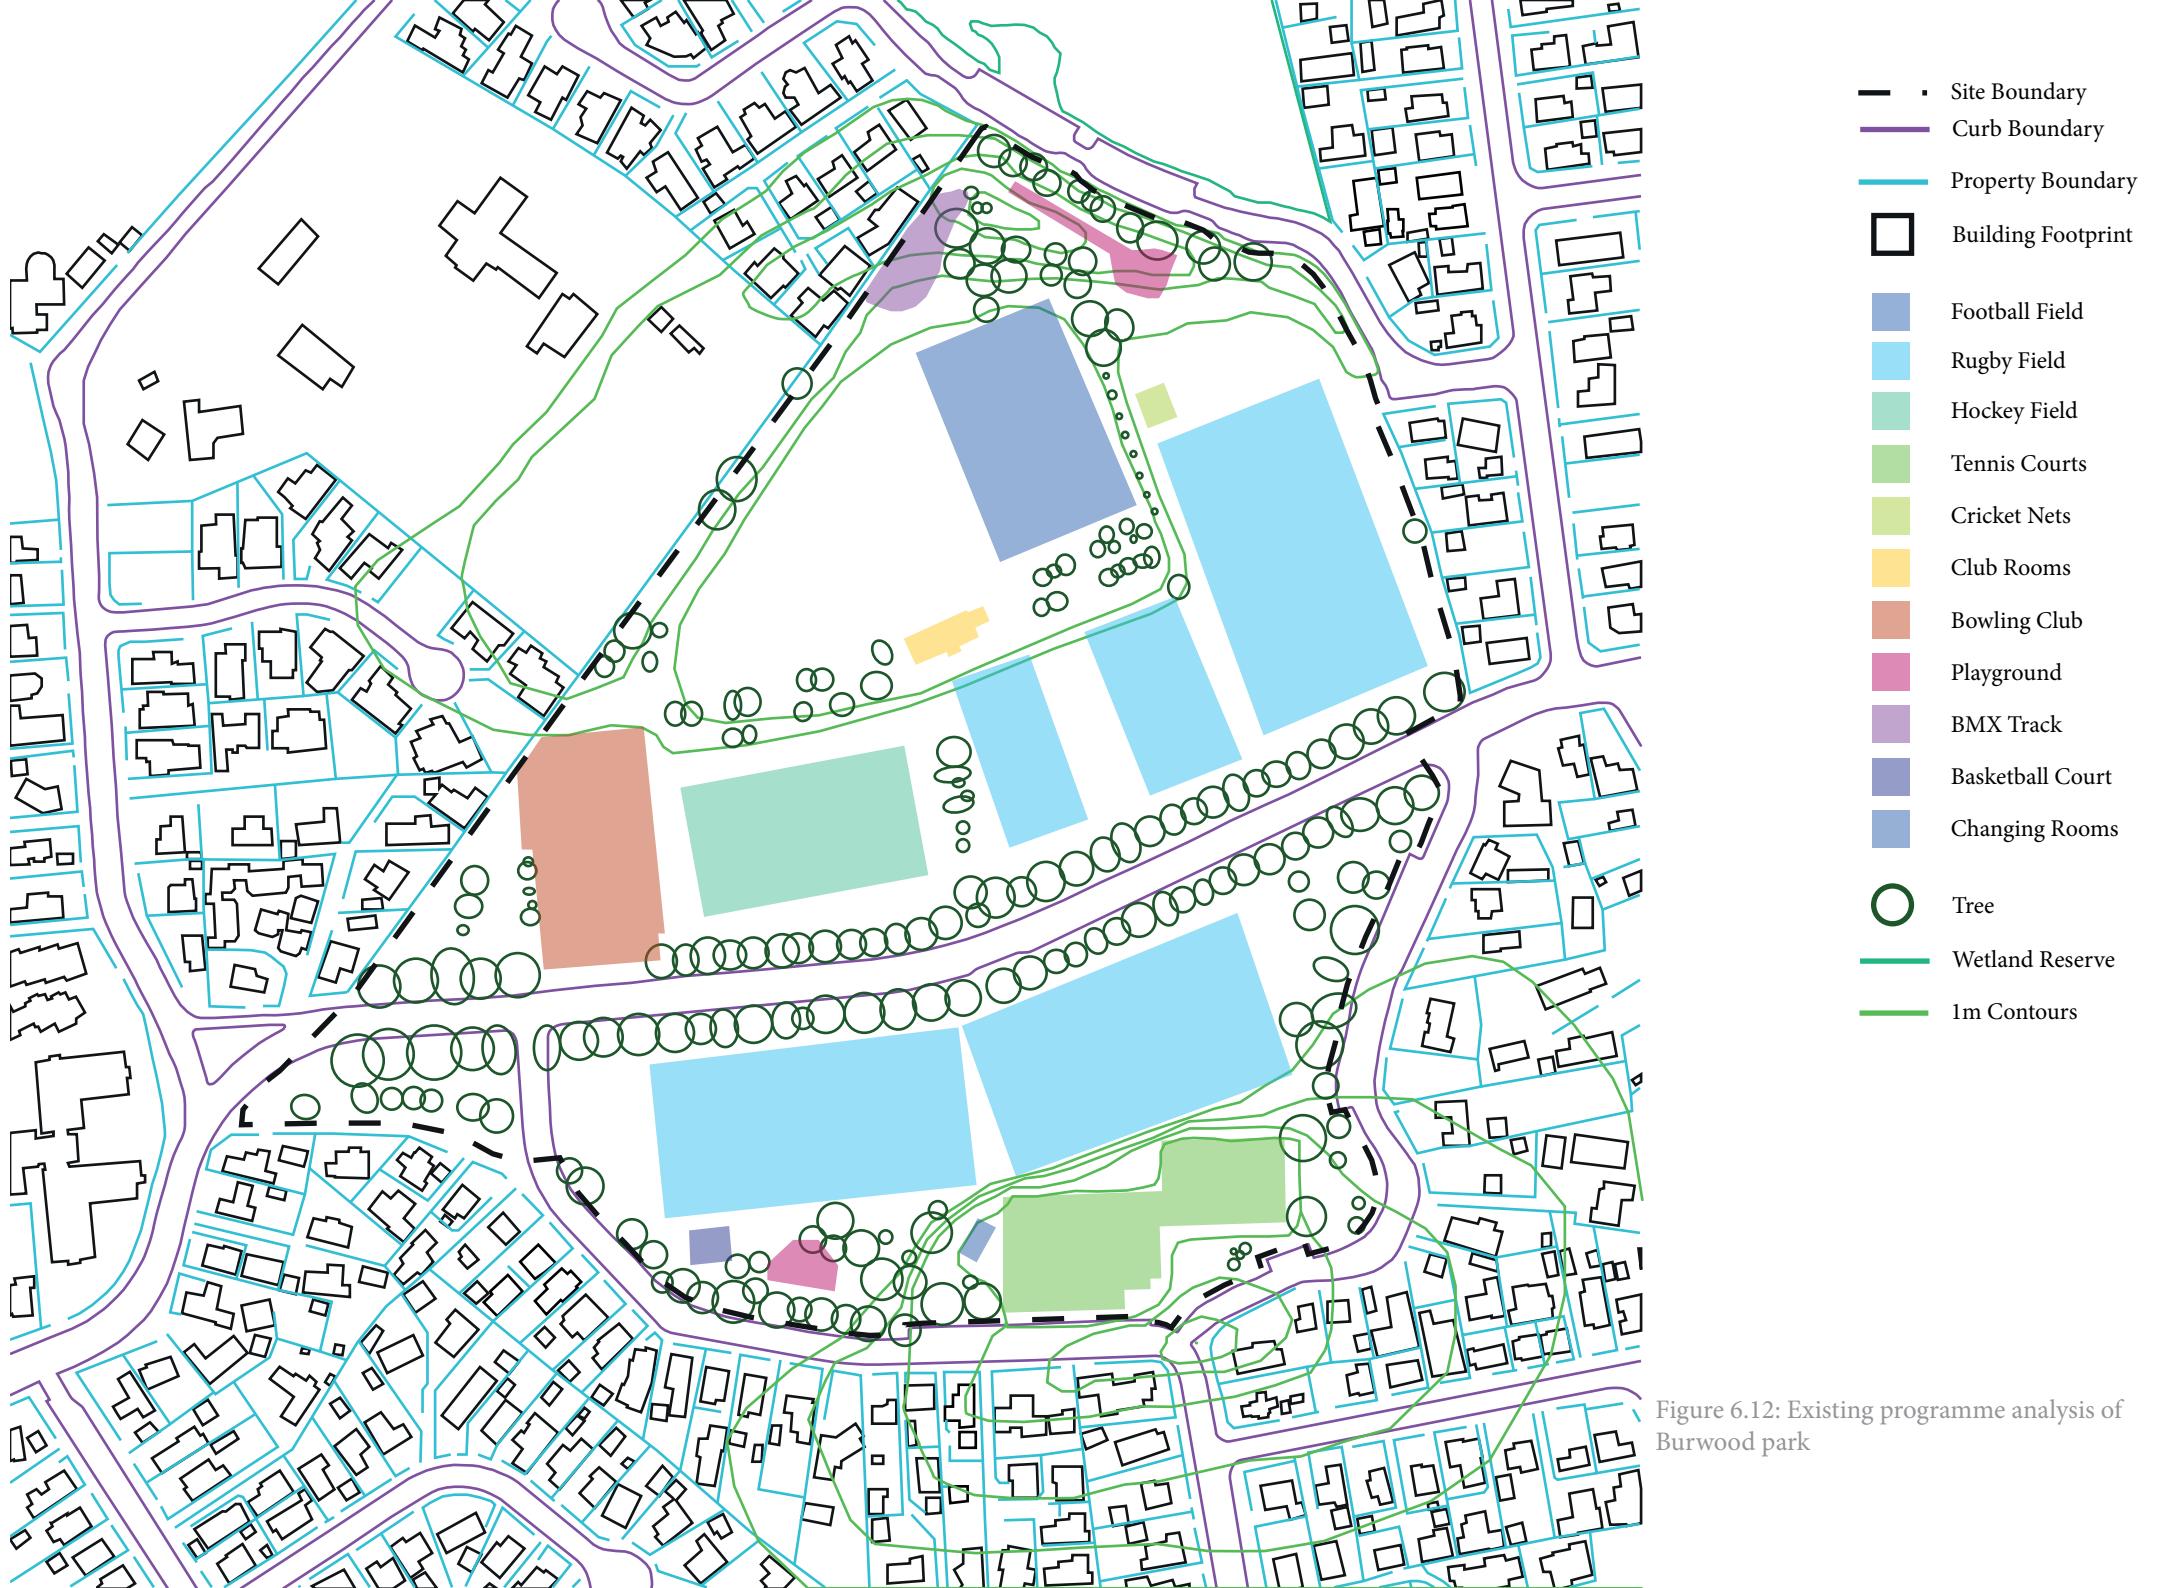 Site Boundary
Curb Boundary
Property Boundary
Building Footprint
Football Field
Rugby Field
Hockey Field
Tennis Courts
Cricket Nets
Club Rooms
Bowling Club
Playground
BMX Track
Basketball Court
Changing Rooms
Tree
Wetland Reserve
1m Contours
Figure 6.12: Existing programme analysis of
Burwood park